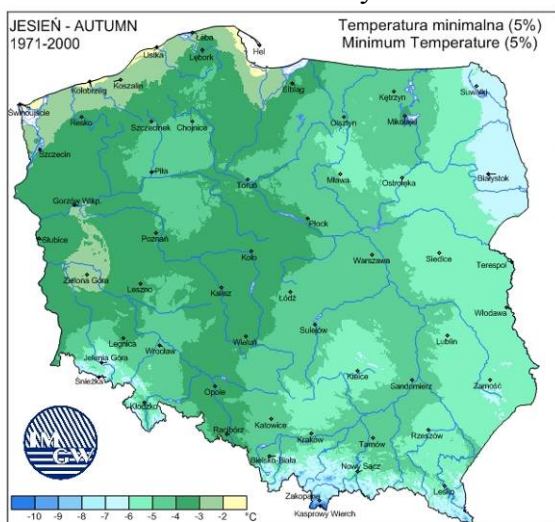 JESIEŃ - AUTUMN
1971-2000
Temperatura minimalna (5%)
Minimum Temperature (5%)
Łeba
Hel
Ustka
Lębork
Koszalin
Kołobrzeg
Świnoujście
Resko
Elbląg
Kętrzyn
Suwałki
Szczecinek
Chojnice
Olsztyn
Mikołajki
Szczecin
Piła
Toruń
Mława
Ostrołęka
Białystok
Gorzów Wlkp.
Płock
Słubice
Poznań
Koło
Warszawa
Siedlce
Terespol
Zielona Góra
Leszno
Kalisz
Łódź
Włodawa
Sulejów
Legnica
Wieluń
Lublin
Jelenia Góra
Wrocław
Śnieżka
Kielce
Sandomierz
Zamość
Opole
Kłodzko
Katowice
Racibórz
Kraków
Tarnów
Rzeszów
Bielsko-Biała
Nowy Sącz
Lesko
Zakopane
Kasprowy Wierch
IM
GW
-10 -9 -8 -7 -6 -5 -4 -3 -2 °C